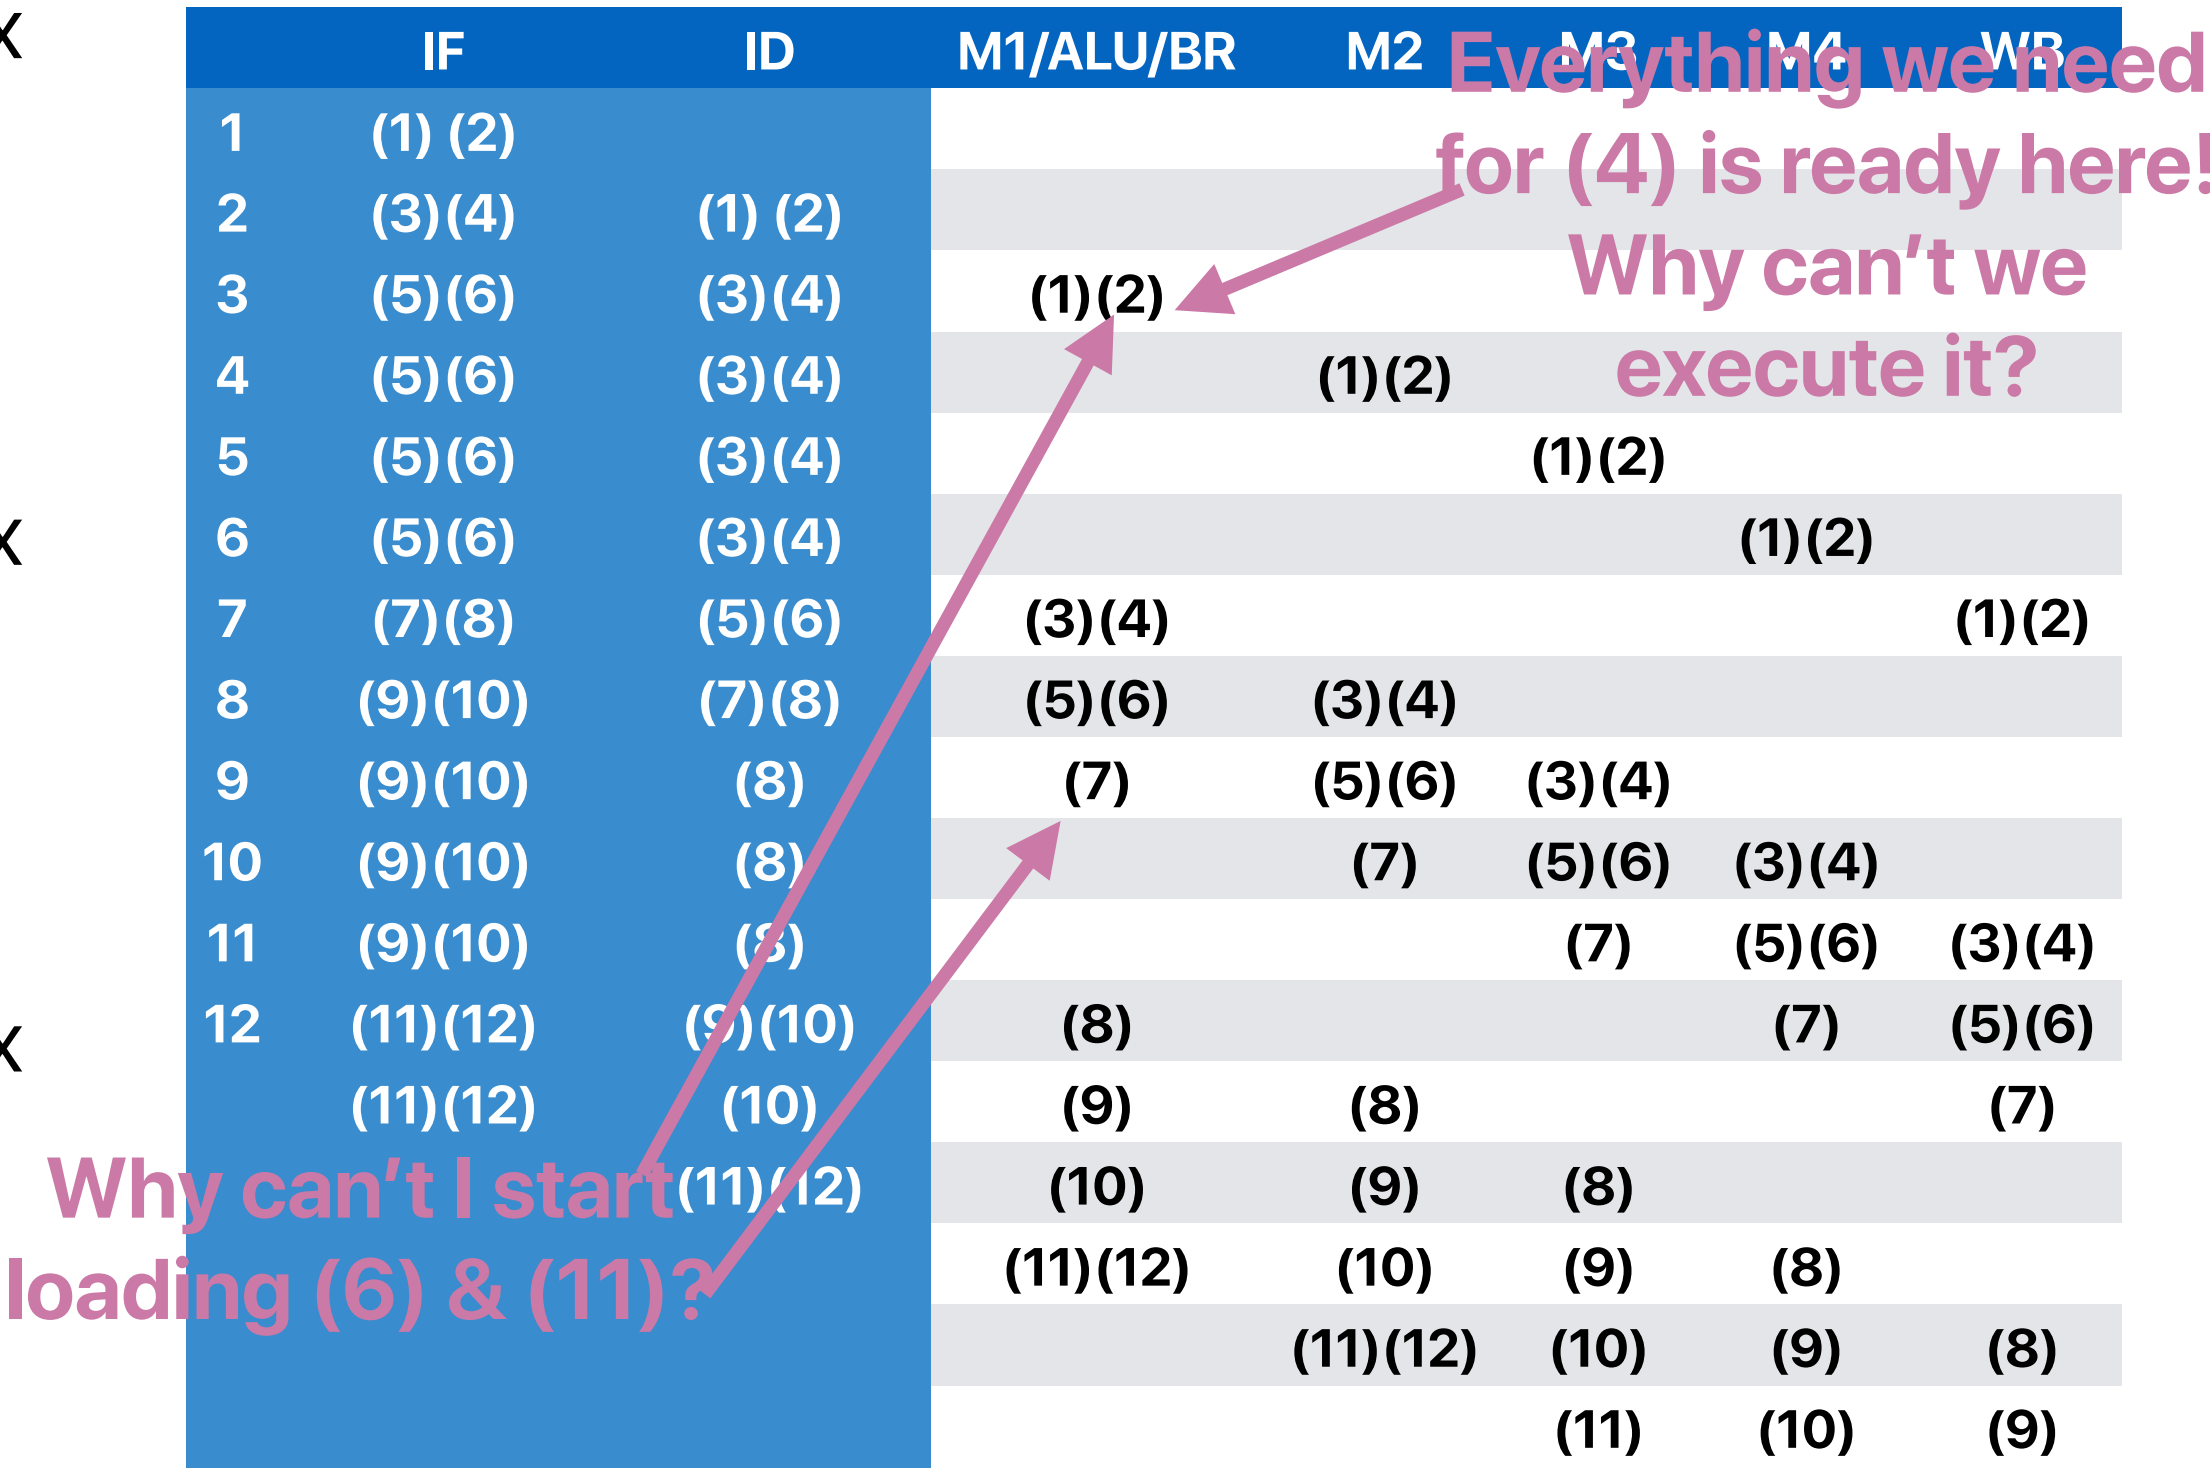 X
IF ID M1/ALU/BR M2 M3 M4 WB
Everything we need
for (4) is ready here!
Why can't we
execute it?
1 (1) (2)
2 (3)(4) (1) (2)
3 (5)(6) (3)(4) (1)(2)
4 (5)(6) (3)(4) (1)(2)
5 (5)(6) (3)(4) (1)(2)
X
6 (5)(6) (3)(4) (1)(2)
7 (7)(8) (5)(6) (3)(4) (1)(2)
8 (9)(10) (7)(8) (5)(6) (3)(4)
9 (9)(10) (8) (7) (5)(6) (3)(4)
10 (9)(10) (8) (7) (5)(6) (3)(4)
11 (9)(10) (8) (7) (5)(6) (3)(4)
12 (11)(12) (9)(10) (8) (7) (5)(6)
X
(11)(12) (10) (9) (8) (7)
(11)(12) (10) (9) (8)
Why can't I start
loading (6) & (11)?
(11)(12) (10) (9) (8)
(11)(12) (10) (9) (8)
(11) (10) (9)